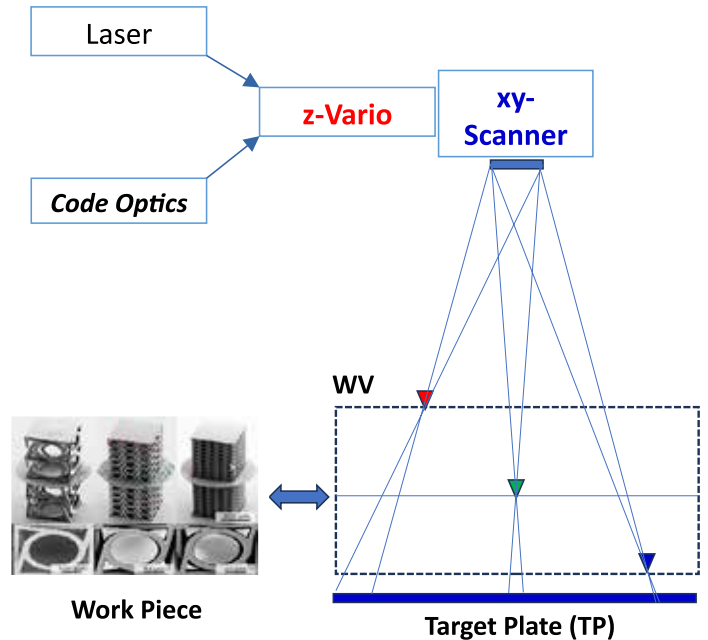 Laser
z-Vario
xy-
Scanner
Code Optics
WV
Work Piece
Target Plate (TP)